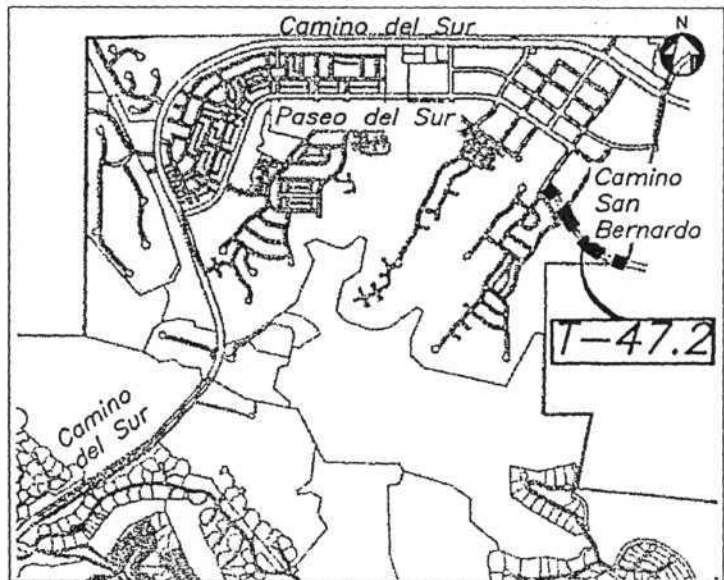 Camino del Sur
N
Paseo del Sur
Camino
San
Bernardo
T-47.2
Camino
del Sur